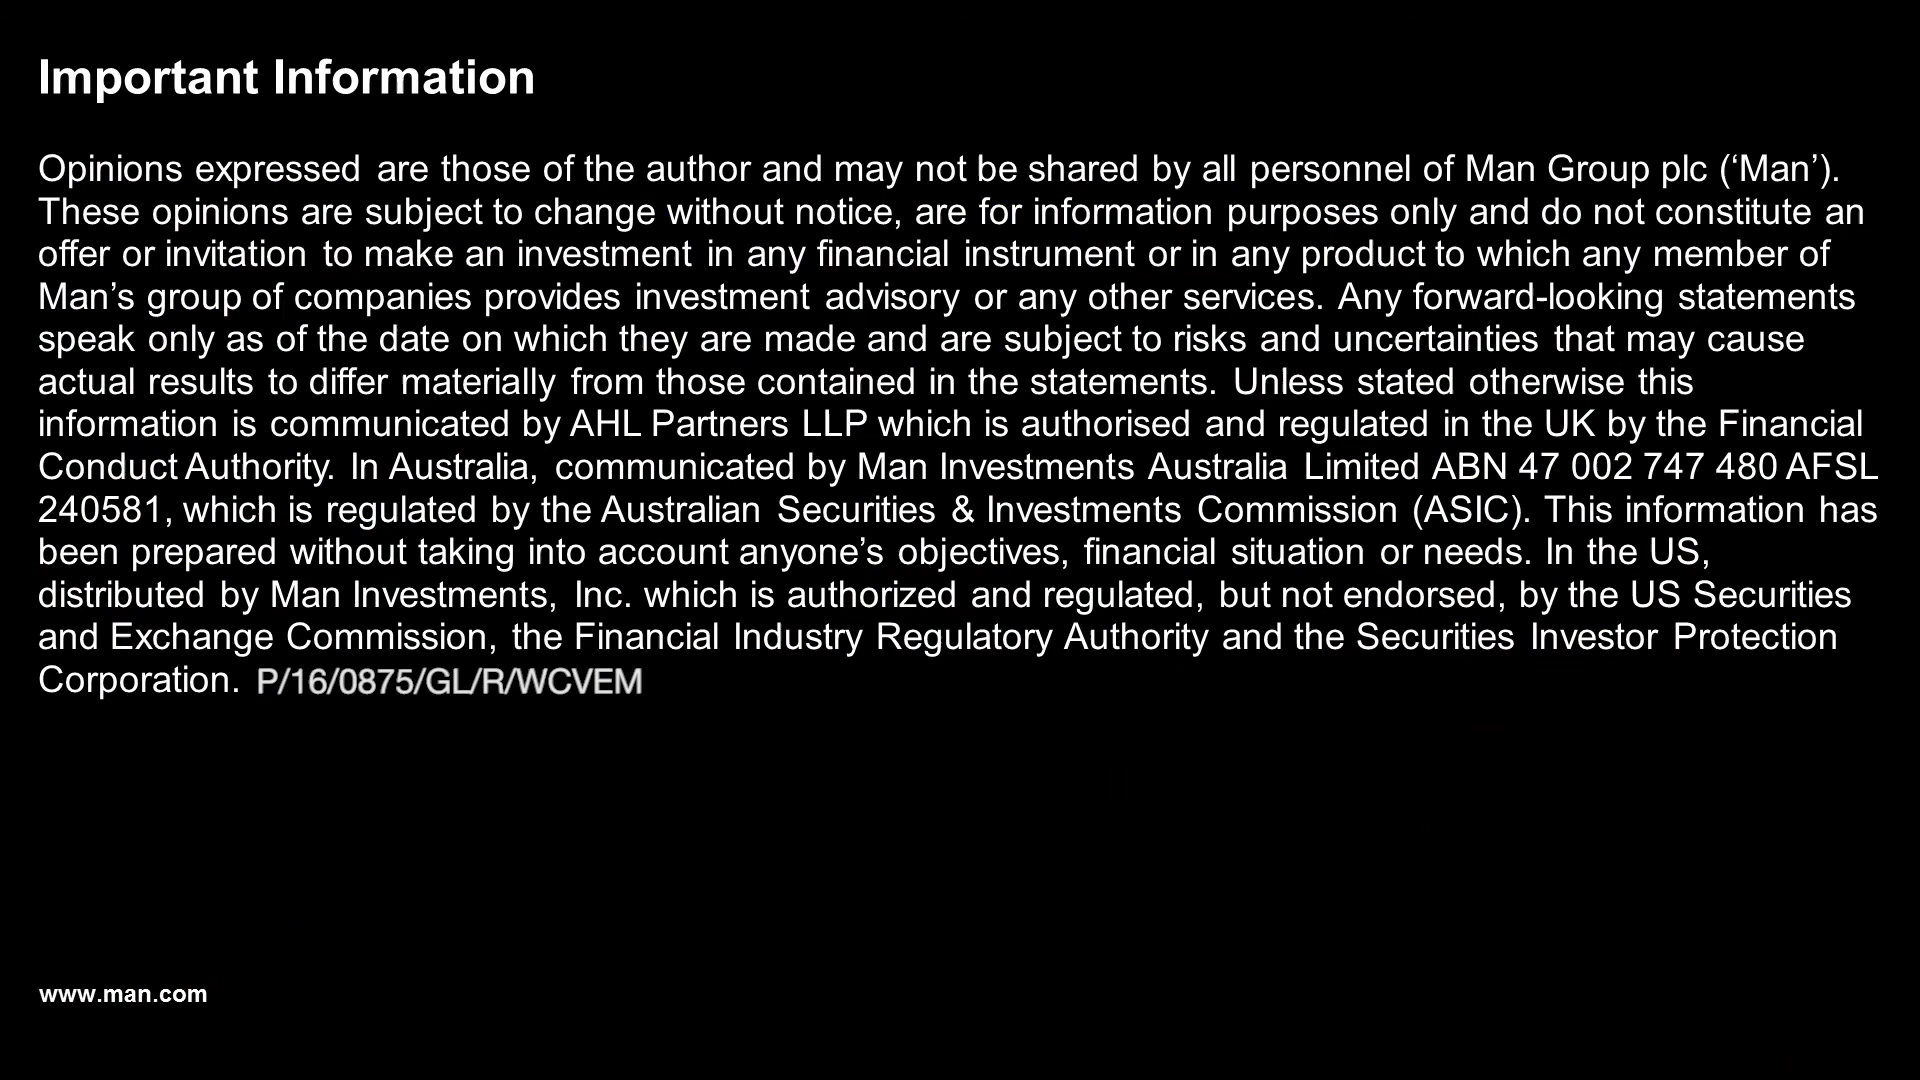 Important Information
Opinions expressed are those of the author and may not be shared by all personnel of Man Group plc (‘Man’).
These opinions are subject to change without notice, are for information purposes only and do not constitute an
offer or invitation to make an investment in any financial instrument or in any product to which any member of
Man’s group of companies provides investment advisory or any other services. Any forward-looking statements
speak only as of the date on which they are made and are subject to risks and uncertainties that may cause
actual results to differ materially from those contained in the statements. Unless stated otherwise this
information is communicated by AHL Partners LLP which is authorised and regulated in the UK by the Financial
Conduct Authority. In Australia, communicated by Man Investments Australia Limited ABN 47 002 747 480 AFSL
240581, which is regulated by the Australian Securities & Investments Commission (ASIC). This information has
been prepared without taking into account anyone’s objectives, financial situation or needs. In the US,
distributed by Man Investments, Inc. which is authorized and regulated, but not endorsed, by the US Securities
and Exchange Commission, the Financial Industry Regulatory Authority and the Securities Investor Protection
Corporation. P/16/0875/GL/R/WCVEM
www.man.com